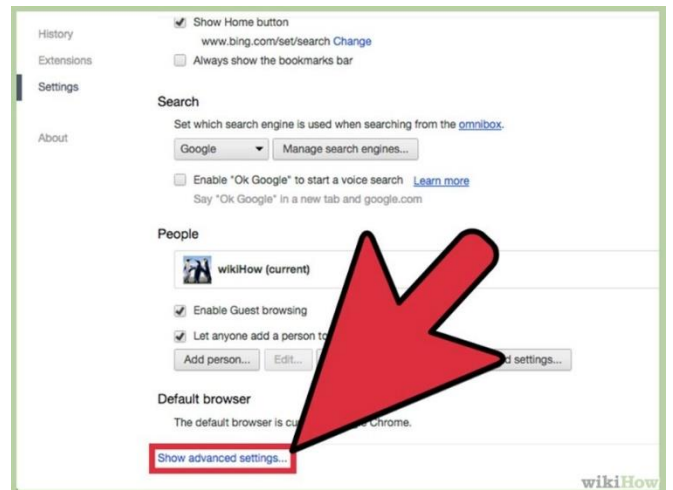 History
Extensions
Settings
About
Show Home button
www.bing.com/set/search Change
Always show the bookmarks bar
Search
Set which search engine is used when searching from the omnibox.
Google Manage search engines...
Enable "Ok Google" to start a voice search Learn more
Say "Ok Google" in a new tab and google.com
People
wikiHow (current)
Enable Guest browsing
Let anyone add a person to
Add person... Edit... settings...
Default browser
The default browser is Chrome.
Show advanced settings...
wikiHow